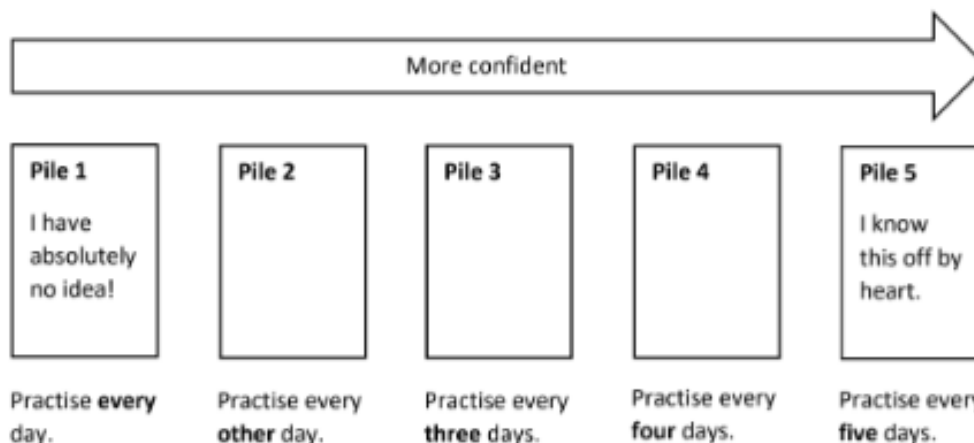 More confident
Pile 1
I have
absolutely
no idea!
Pile 2
Pile 3
Pile 4
Pile 5
I know
this off by
heart.
Practise every
day.
Practise every
other day.
Practise every
three days.
Practise every
four days.
Practise every
five days.